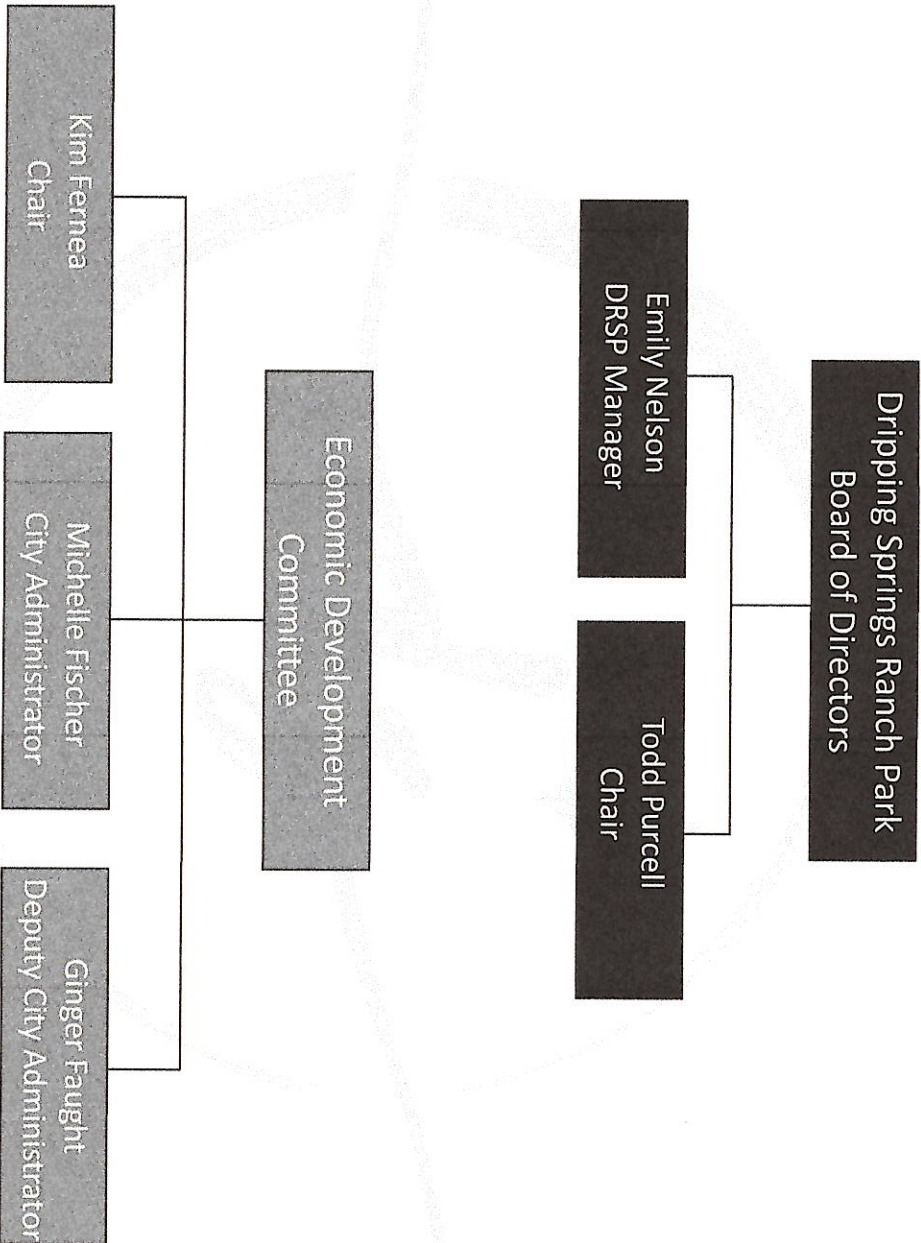 Dripping Springs Ranch Park
Board of Directors
Emily Nelson
DRSP Manager
Todd Purcell
Chair
Economic Development
Committee
Kim Fernea
Chair
Michelle Fischer
City Administrator
Ginger Faught
Deputy City Administrator